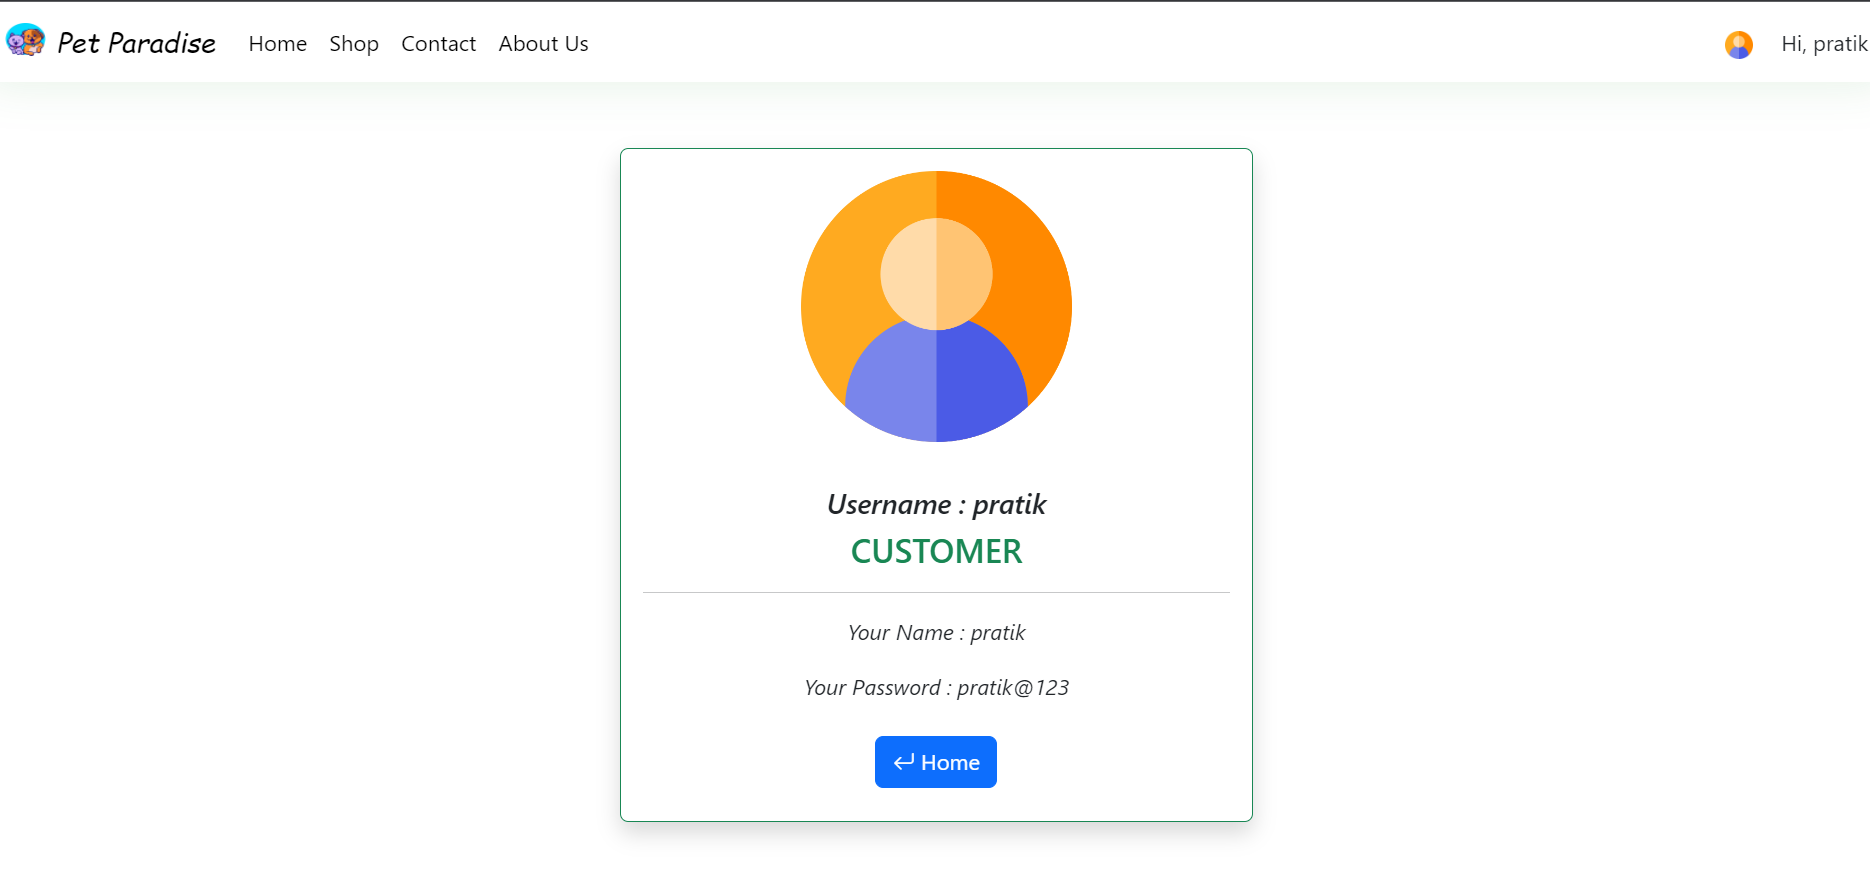 Pet Paradise Home Shop Contact About Us Hi, pratik
Username : pratik
CUSTOMER
Your Name : pratik
Your Password : pratik@123
Home